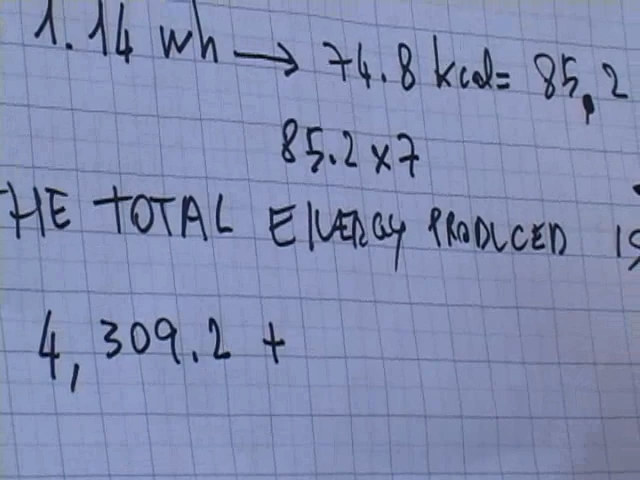 1.14 wh → 74.8 kcal = 85,2
85.2 x 7
THE TOTAL ENERGY PRODUCED IS
4,309.2 +